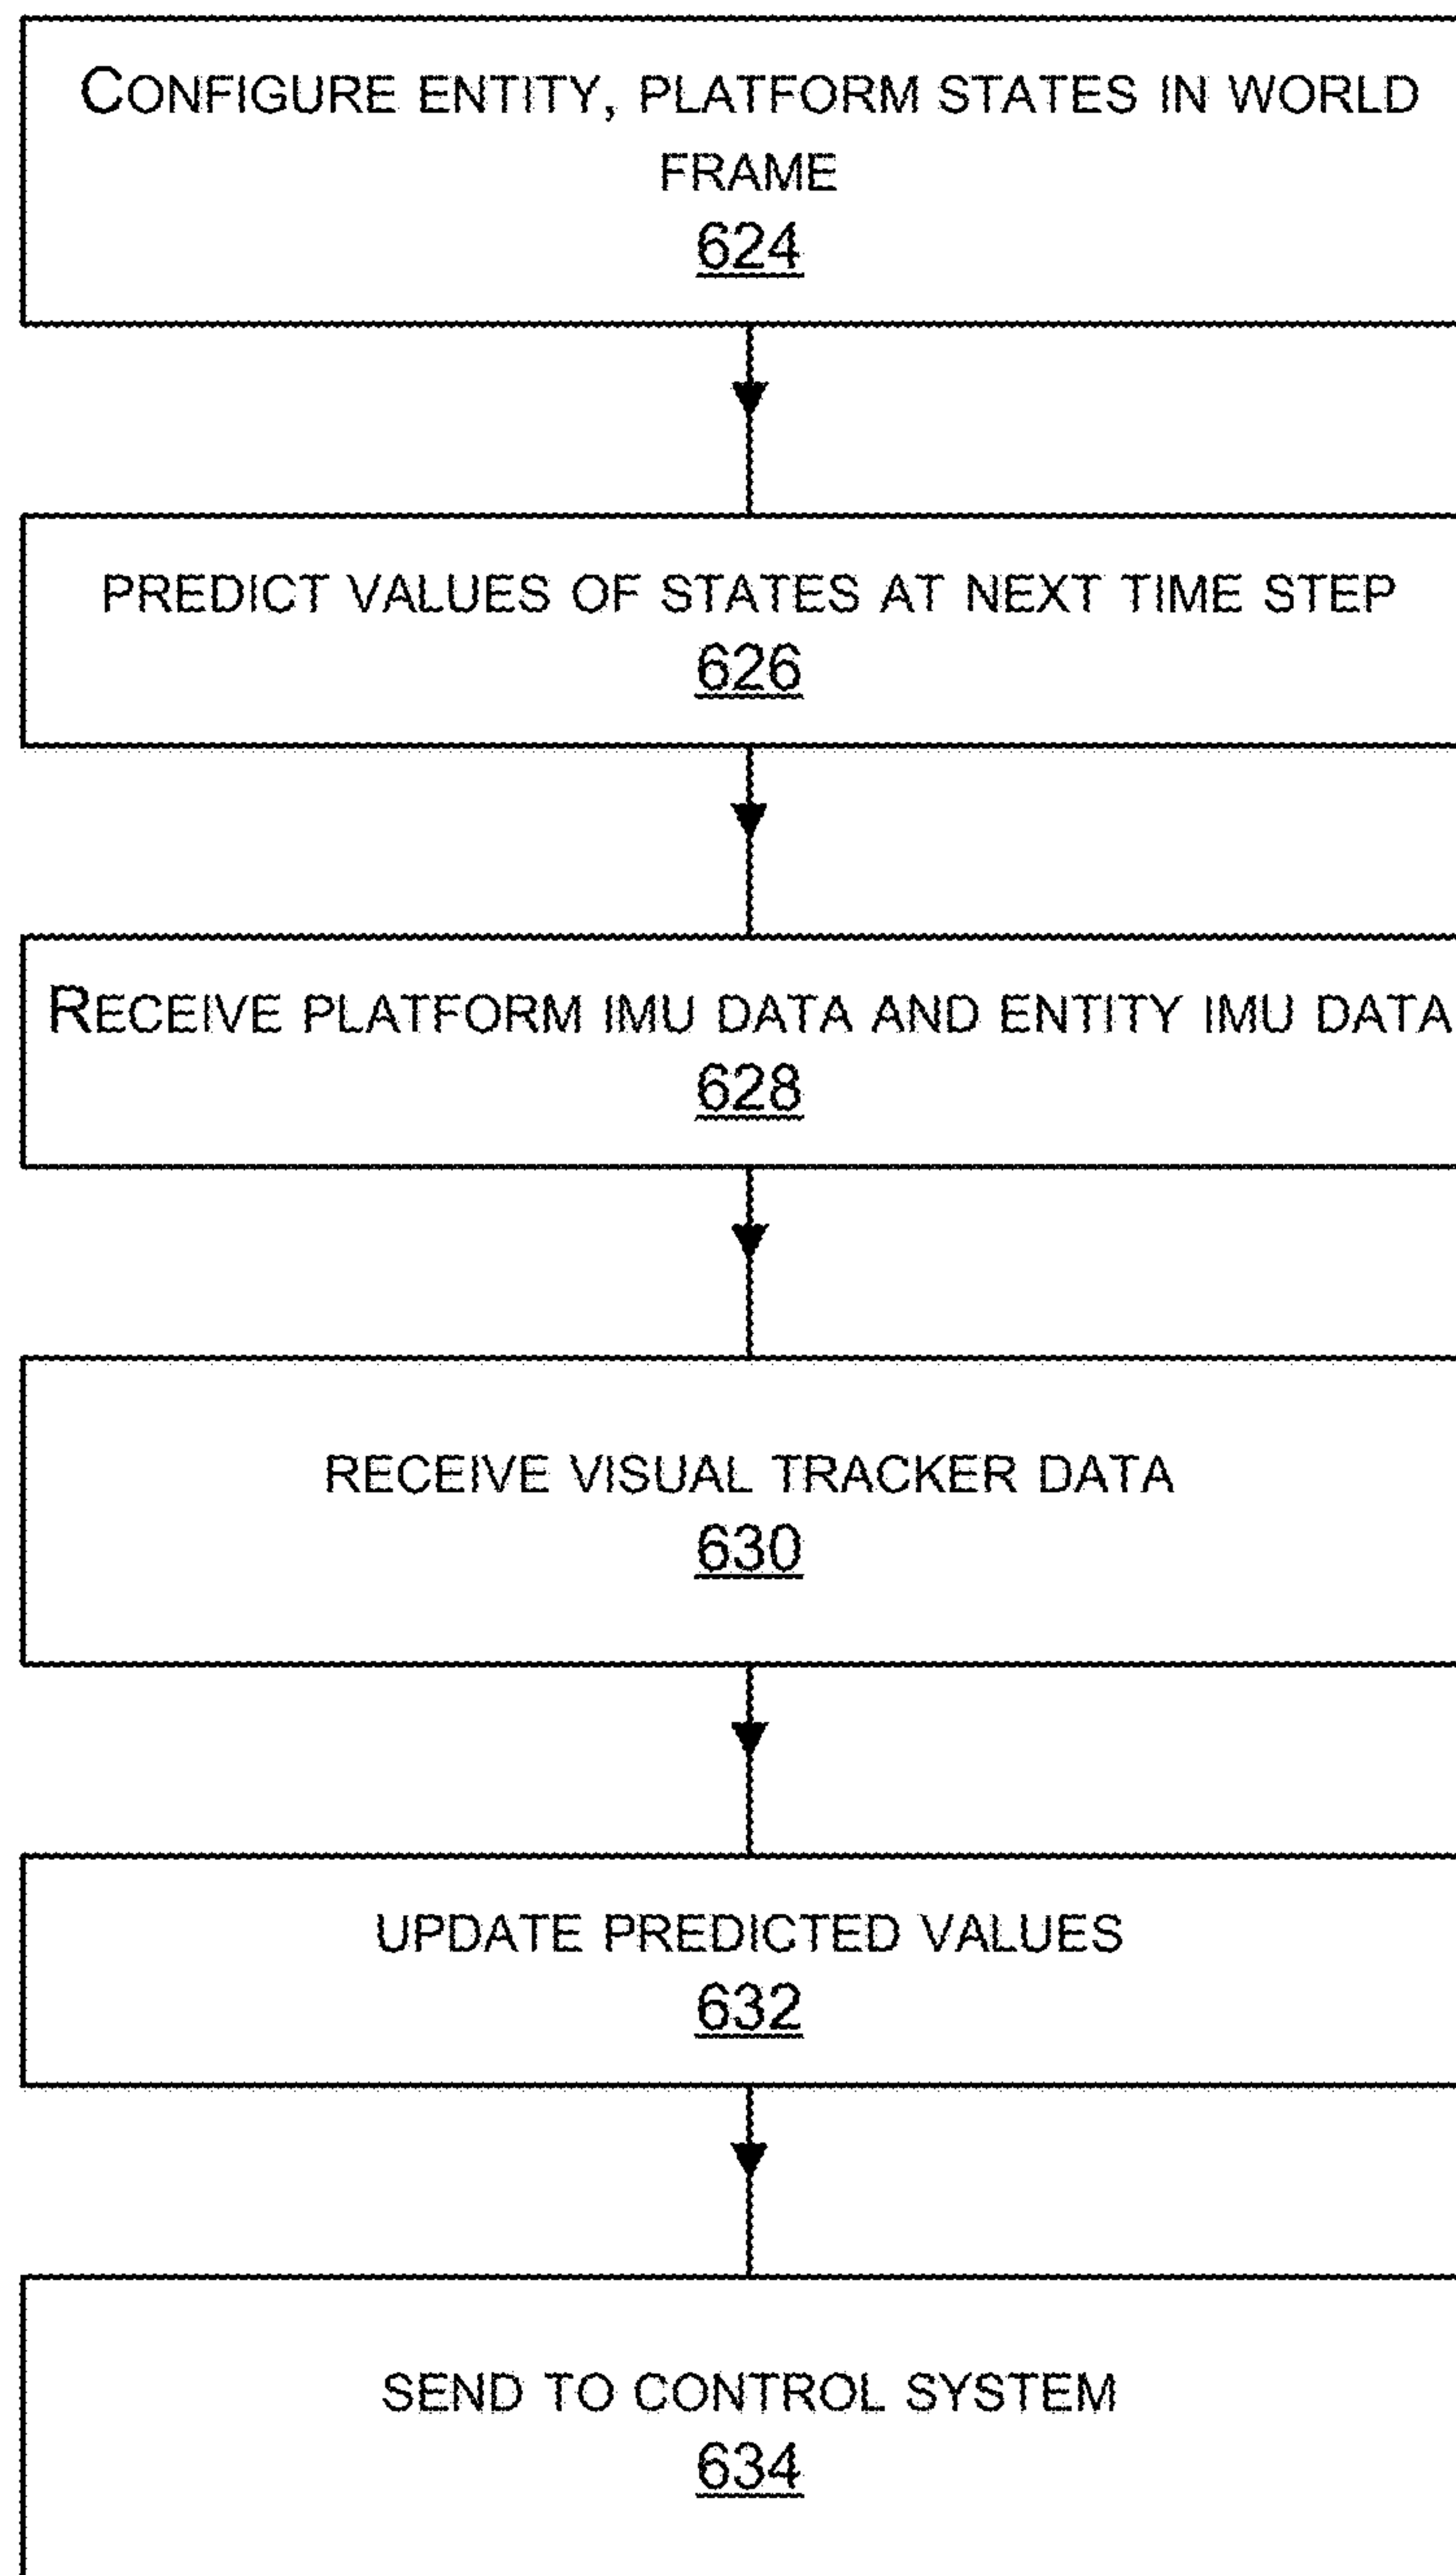 CONFIGURE ENTITY, PLATFORM STATES IN WORLD
FRAME
624
PREDICT VALUES OF STATES AT NEXT TIME STEP
626
RECEIVE PLATFORM IMU DATA AND ENTITY IMU DATA
628
RECEIVE VISUAL TRACKER DATA
630
UPDATE PREDICTED VALUES
632
SEND TO CONTROL SYSTEM
634